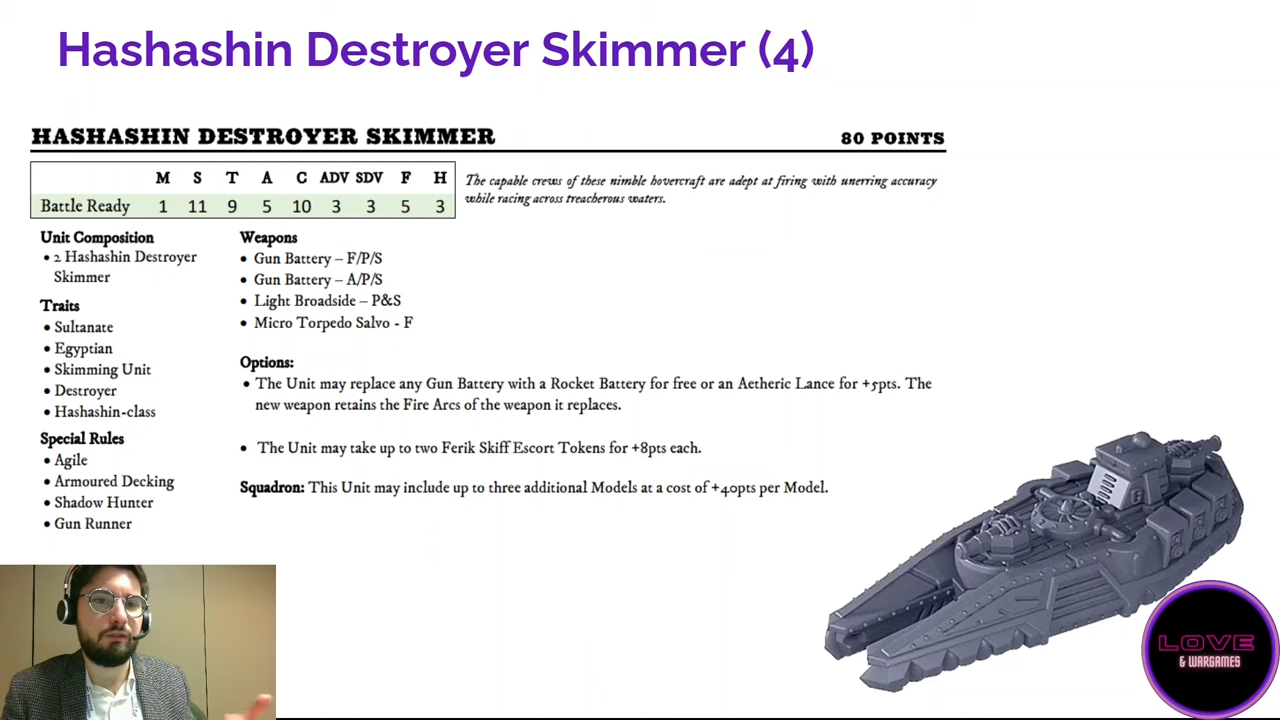 Hashashin Destroyer Skimmer (4)
HASHASHIN DESTROYER SKIMMER 80 POINTS
M S T A C ADV SDV F H
Battle Ready 1 11 9 5 10 3 3 5 3
The capable crews of these nimble hovercraft are adept at firing with unerring accuracy
while racing across treacherous waters.
Unit Composition
• 2 Hashashin Destroyer
Skimmer
Traits
• Sultanate
• Egyptian
• Skimming Unit
• Destroyer
• Hashashin-class
Special Rules
• Agile
• Armoured Decking
• Shadow Hunter
• Gun Runner
Weapons
• Gun Battery – F/P/S
• Gun Battery – A/P/S
• Light Broadside – P&S
• Micro Torpedo Salvo - F
Options:
• The Unit may replace any Gun Battery with a Rocket Battery for free or an Aetheric Lance for +5pts. The
new weapon retains the Fire Arcs of the weapon it replaces.
• The Unit may take up to two Ferik Skiff Escort Tokens for +8pts each.
Squadron: This Unit may include up to three additional Models at a cost of +40pts per Model.
LOVE
& WARGAMES